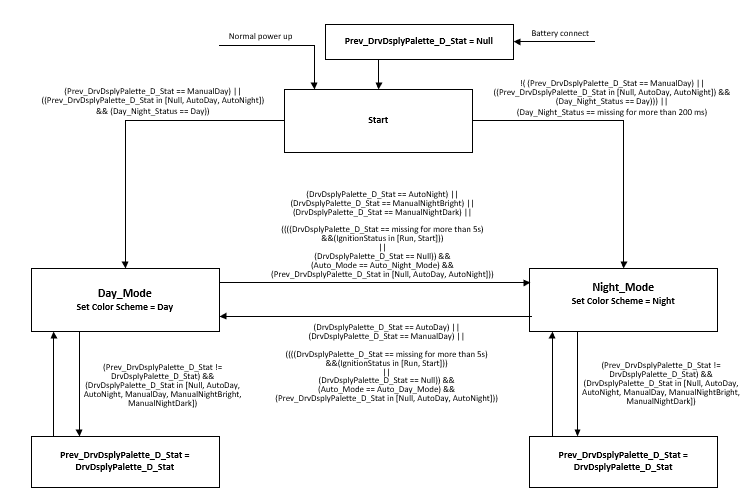 Normal power up
Prev_DrvDsplyPalette_D_Stat = Null
Battery connect
(Prev_DrvDsplyPalette_D_Stat == ManualDay) ||
((Prev_DrvDsplyPalette_D_Stat in [Null, AutoDay, AutoNight])
&& (Day_Night_Status == Day))
Start
!( (Prev_DrvDsplyPalette_D_Stat == ManualDay) ||
((Prev_DrvDsplyPalette_D_Stat in [Null, AutoDay, AutoNight]) &&
(Day_Night_Status == Day))) ||
(Day_Night_Status == missing for more than 200 ms)
(DrvDsplyPalette_D_Stat == AutoNight) ||
(DrvDsplyPalette_D_Stat == ManualNightBright) ||
(DrvDsplyPalette_D_Stat == ManualNightDark) ||
((((DrvDsplyPalette_D_Stat == missing for more than 5s)
&&(IgnitionStatus in [Run, Start]))
||
(DrvDsplyPalette_D_Stat == Null)) &&
(Auto_Mode == Auto_Night_Mode) &&
(Prev_DrvDsplyPalette_D_Stat in [Null, AutoDay, AutoNight]))
Day_Mode
Set Color Scheme = Day
Night_Mode
Set Color Scheme = Night
(DrvDsplyPalette_D_Stat == AutoDay) ||
(DrvDsplyPalette_D_Stat == ManualDay) ||
((((DrvDsplyPalette_D_Stat == missing for more than 5s)
&&(IgnitionStatus in [Run, Start]))
||
(DrvDsplyPalette_D_Stat == Null)) &&
(Auto_Mode == Auto_Day_Mode) &&
(Prev_DrvDsplyPalette_D_Stat in [Null, AutoDay, AutoNight]))
(Prev_DrvDsplyPalette_D_Stat !=
DrvDsplyPalette_D_Stat) &&
(DrvDsplyPalette_D_Stat in [Null, AutoDay,
AutoNight, ManualDay, ManualNightBright,
ManualNightDark])
(Prev_DrvDsplyPalette_D_Stat !=
DrvDsplyPalette_D_Stat) &&
(DrvDsplyPalette_D_Stat in [Null, AutoDay,
AutoNight, ManualDay, ManualNightBright,
ManualNightDark])
Prev_DrvDsplyPalette_D_Stat =
DrvDsplyPalette_D_Stat
Prev_DrvDsplyPalette_D_Stat =
DrvDsplyPalette_D_Stat